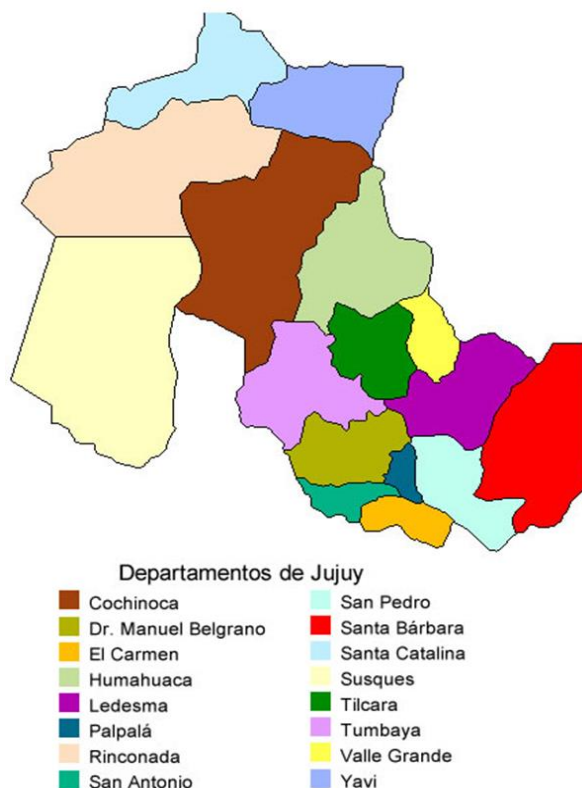 Departamentos de Jujuy
Cochinoca
Dr. Manuel Belgrano
El Carmen
Humahuaca
Ledesma
Palpalá
Rinconada
San Antonio
San Pedro
Santa Bárbara
Santa Catalina
Susques
Tilcara
Tumbaya
Valle Grande
Yavi